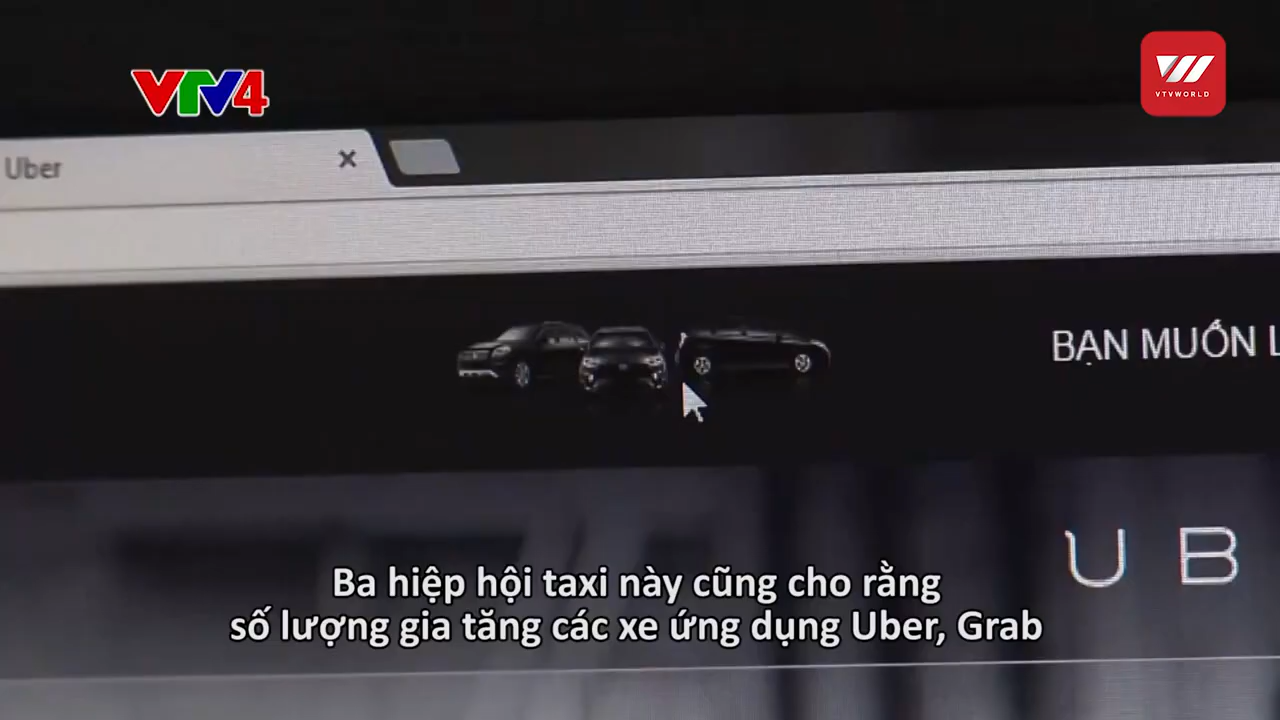 VTV4
VTVWORLD
Uber
BẠN MUỐN L
UB
Ba hiệp hội taxi này cũng cho rằng
số lượng gia tăng các xe ứng dụng Uber, Grab